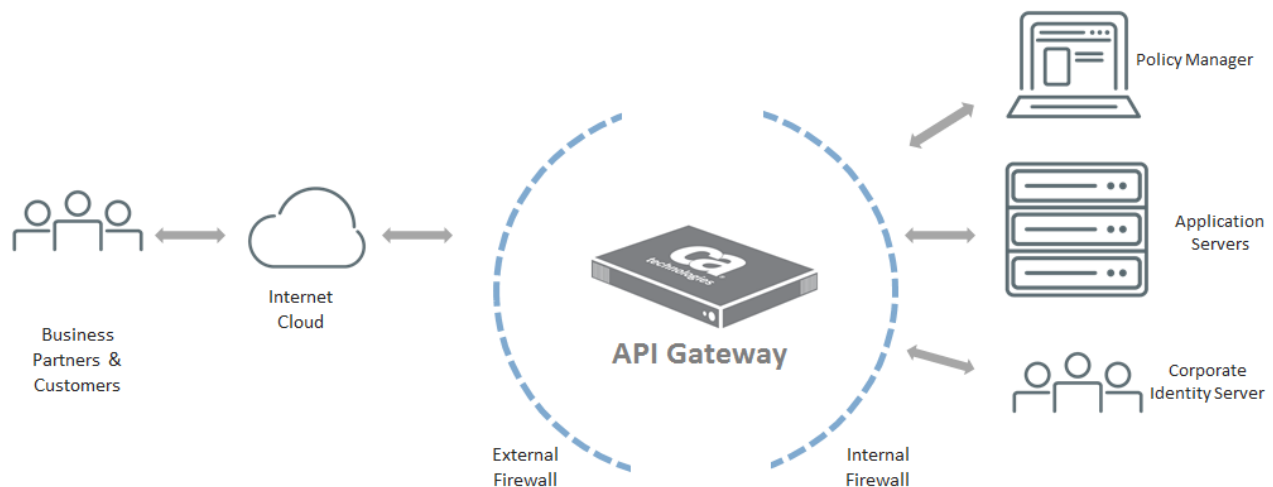 Policy Manager
Application
Servers
Corporate
Identity Server
Internet
Cloud
Business
Partners &
Customers
ca
technologies
API Gateway
External
Firewall
Internal
Firewall